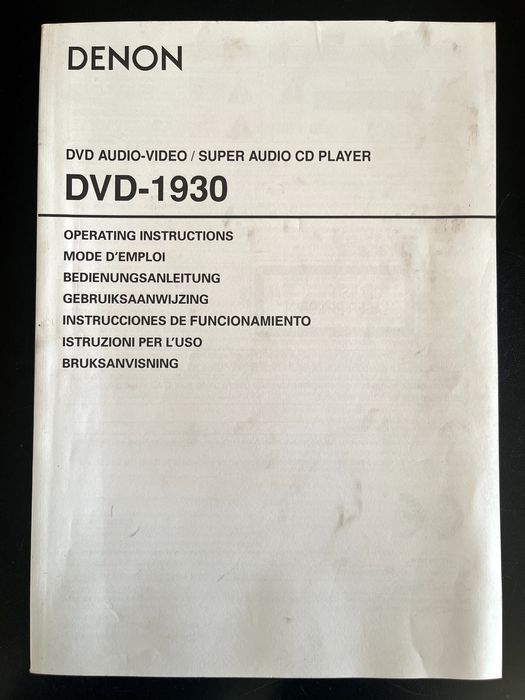 DENON
DVD AUDIO-VIDEO / SUPER AUDIO CD PLAYER
DVD-1930
OPERATING INSTRUCTIONS
MODE D'EMPLOI
BEDIENUNGSANLEITUNG
GEBRUIKSAANWIJZING
INSTRUCCIONES DE FUNCIONAMIENTO
ISTRUZIONI PER L'USO
BRUKSANVISNING